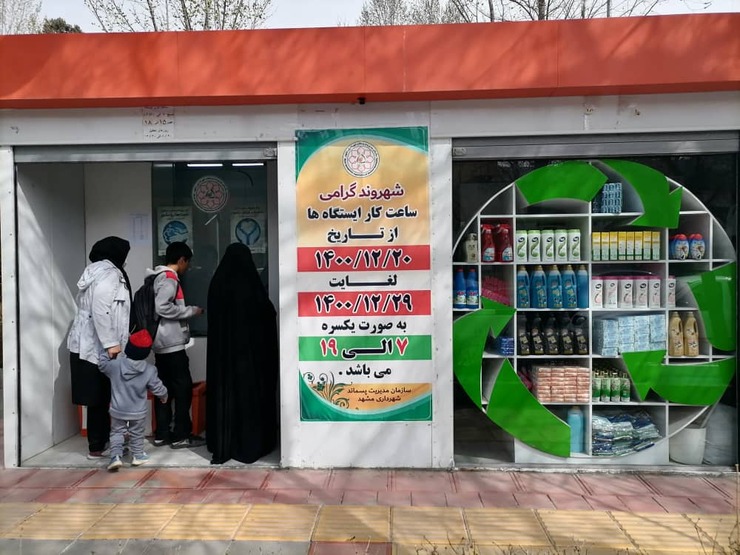 شهروند گرامی
ساعت کار ایستگاه ها
از تاریخ
۱۴۰۰/۱۲/۲۰
لغایت
۱۴۰۰/۱۲/۲۹
به صورت یکسره
۷ الی ۱۹
می باشد .
سازمان مدیریت پسماند
شهرداری مشهد